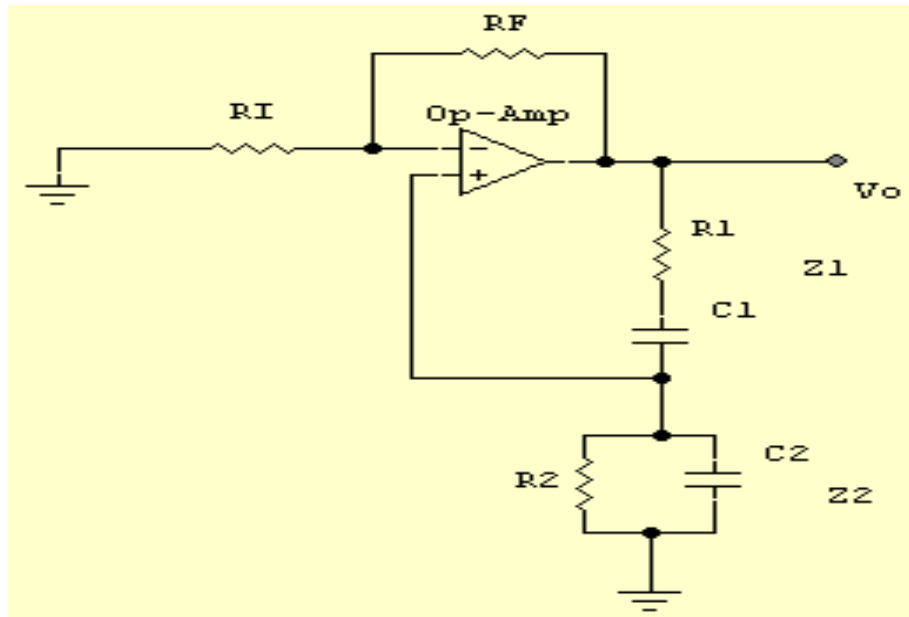 RF
RI
Op-Amp
-
+
Vo
R1
Z1
C1
C2
R2
Z2